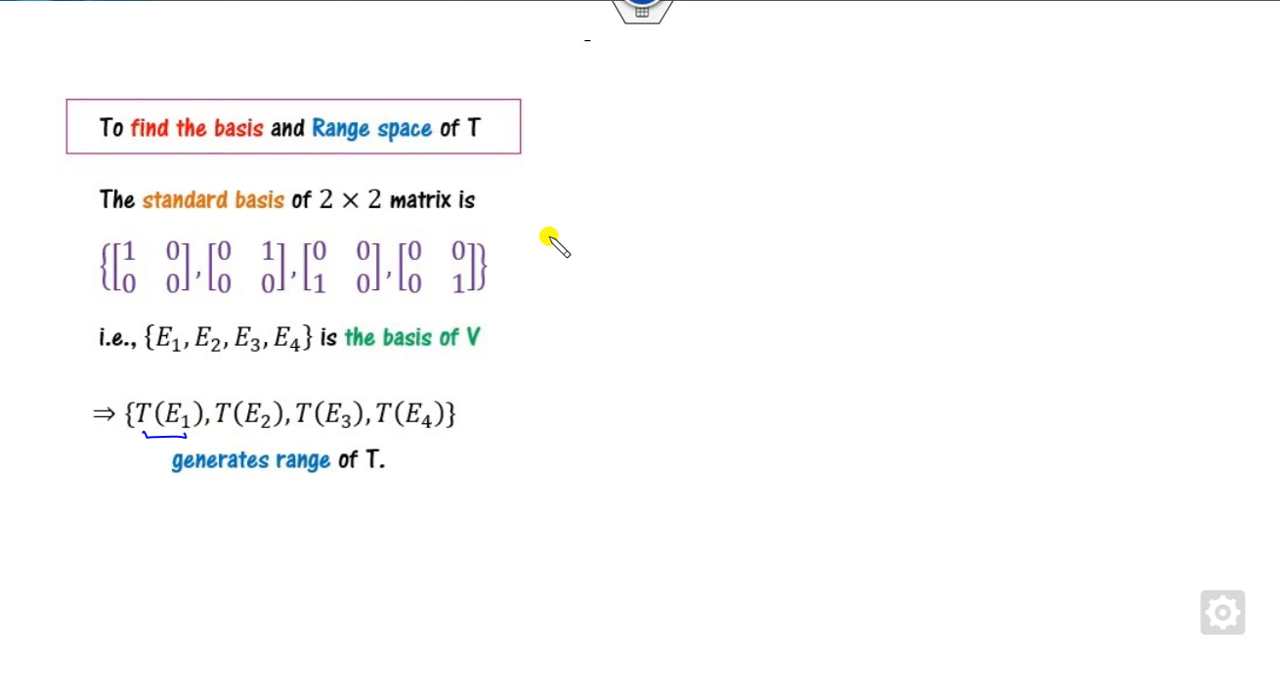 To find the basis and Range space of T
The standard basis of 2 × 2 matrix is
{[1 0
0 0], [0 1
0 0], [0 0
1 0], [0 0
0 1]}
i.e., {E₁, E₂, E₃, E₄} is the basis of V
⇒ {T(E₁), T(E₂), T(E₃), T(E₄)}
generates range of T.